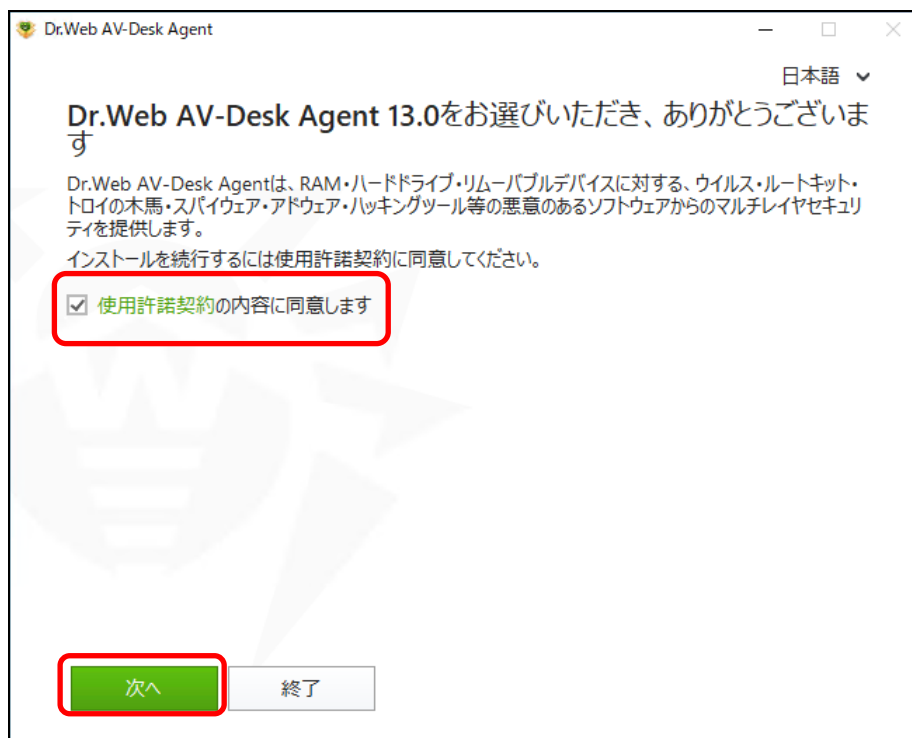 Dr.Web AV-Desk Agent
日本語
Dr.Web AV-Desk Agent 13.0をお選びいただき、ありがとうございま
す
Dr.Web AV-Desk Agentは、RAM・ハードドライブ・リムーバブルデバイスに対する、ウイルス・ルートキット・
トロイの木馬・スパイウェア・アドウェア・ハッキングツール等の悪意のあるソフトウェアからのマルチレイヤセキュリ
ティを提供します。
インストールを続行するには使用許諾契約に同意してください。
使用許諾契約の内容に同意します
次へ
終了